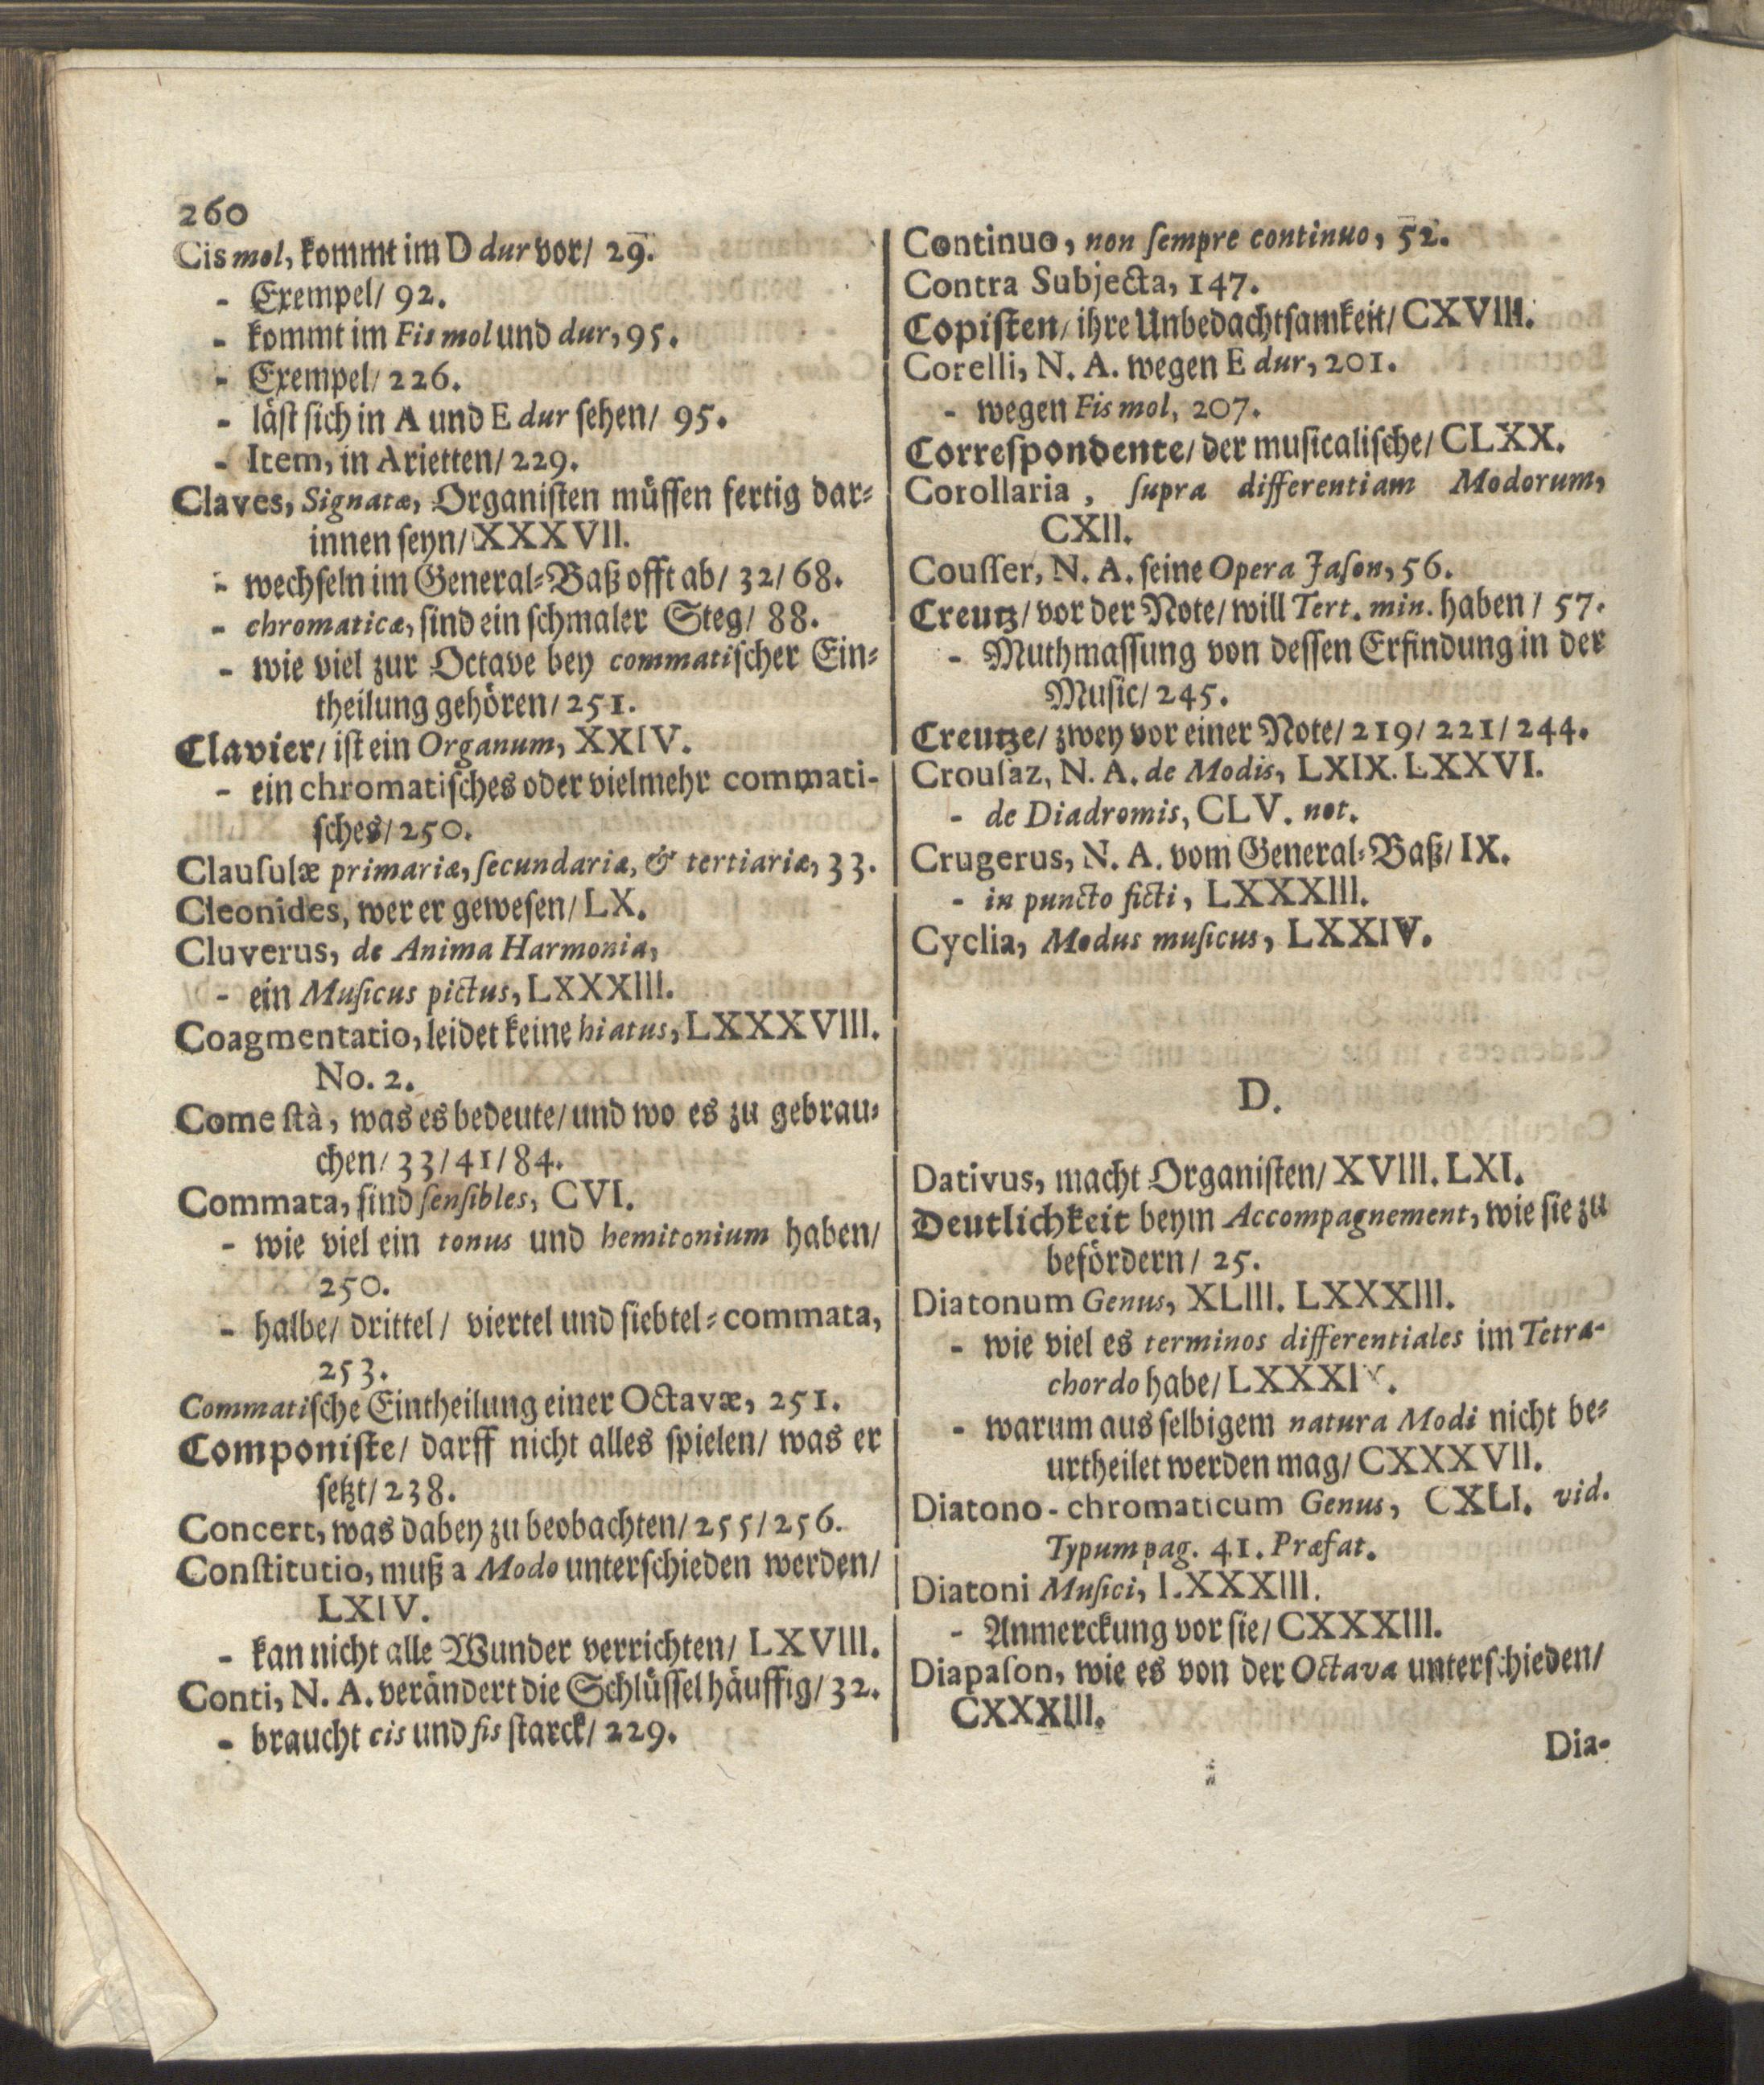 260
Cis mol, kommt im D dur vor/ 29.
- Exempel/ 92.
- kommt im Fis mol und dur, 95.
- Exempel/ 226.
- läst sich in A und E dur sehen/ 95.
- Item, in Arietten/ 229.
Claves, Signatæ, Organisten müssen fertig dar-
innen seyn/ XXXVII.
- wechseln im General-Baß offt ab/ 32/ 68.
- chromaticæ, sind ein schmaler Steg/ 88.
- wie viel zur Octave bey commatischer Ein-
theilung gehören/ 251.
Clavier/ ist ein Organum, XXIV.
- ein chromatisches oder vielmehr commati-
sches/ 250.
Clausulæ primariæ, secundariæ, & tertiariæ, 33.
Cleonides, wer er gewesen/ LX.
Cluverus, de Anima Harmonia,
- ein Musicus pictus, LXXXIII.
Coagmentatio, leidet keine hiatus, LXXXVIII.
No. 2.
Come stà, was es bedeute/ und wo es zu gebrau-
chen/ 33/ 41/ 84.
Commata, sind sensibles, CVI.
- wie viel ein tonus und hemitonium haben/
250.
- halbe/ drittel/ viertel und siebtel-commata,
253.
Commatische Eintheilung einer Octavæ, 251.
Componiste/ darff nicht alles spielen/ was er
setzt/ 238.
Concert, was dabey zu beobachten/ 255/ 256.
Constitutio, muß a Modo unterschieden werden/
LXIV.
- kan nicht alle Wunder verrichten/ LXVIII.
Conti, N. A. verändert die Schlüssel häuffig/ 32.
- braucht cis und fis starck/ 229.
Continuo, non sempre continuo, 52.
Contra Subjecta, 147.
Copisten/ ihre Unbedachtsamkeit/ CXVIII.
Corelli, N. A. wegen E dur, 201.
- wegen Fis mol, 207.
Correspondente/ der musicalische/ CLXX.
Corollaria, supra differentiam Modorum,
CXII.
Cousser, N. A. seine Opera Jason, 56.
Creutz/ vor der Note/ will Tert. min. haben/ 57.
- Muthmassung von dessen Erfindung in der
Music/ 245.
Creutze/ zwey vor einer Note/ 219/ 221/ 244.
Crousaz, N. A. de Modis, LXIX. LXXVI.
- de Diadromis, CLV. not.
Crugerus, N. A. vom General-Baß/ IX.
- in puncto ficti, LXXXIII.
Cyclia, Modus musicus, LXXIV.
D.
Dativus, macht Organisten/ XVIII. LXI.
Deutlichkeit beym Accompagnement, wie sie zu
befördern/ 25.
Diatonum Genus, XLIII. LXXXIII.
- wie viel es terminos differentiales im Tetra-
chordo habe/ LXXXIV.
- warum aus selbigem natura Modi nicht be-
urtheilet werden mag/ CXXXVII.
Diatono-chromaticum Genus, CXLI. vid.
Typum pag. 41. Præfat.
Diatoni Musici, LXXXIII.
- Anmerckung vor sie/ CXXXIII.
Diapason, wie es von der Octava unterschieden/
CXXXIII.
Dia-